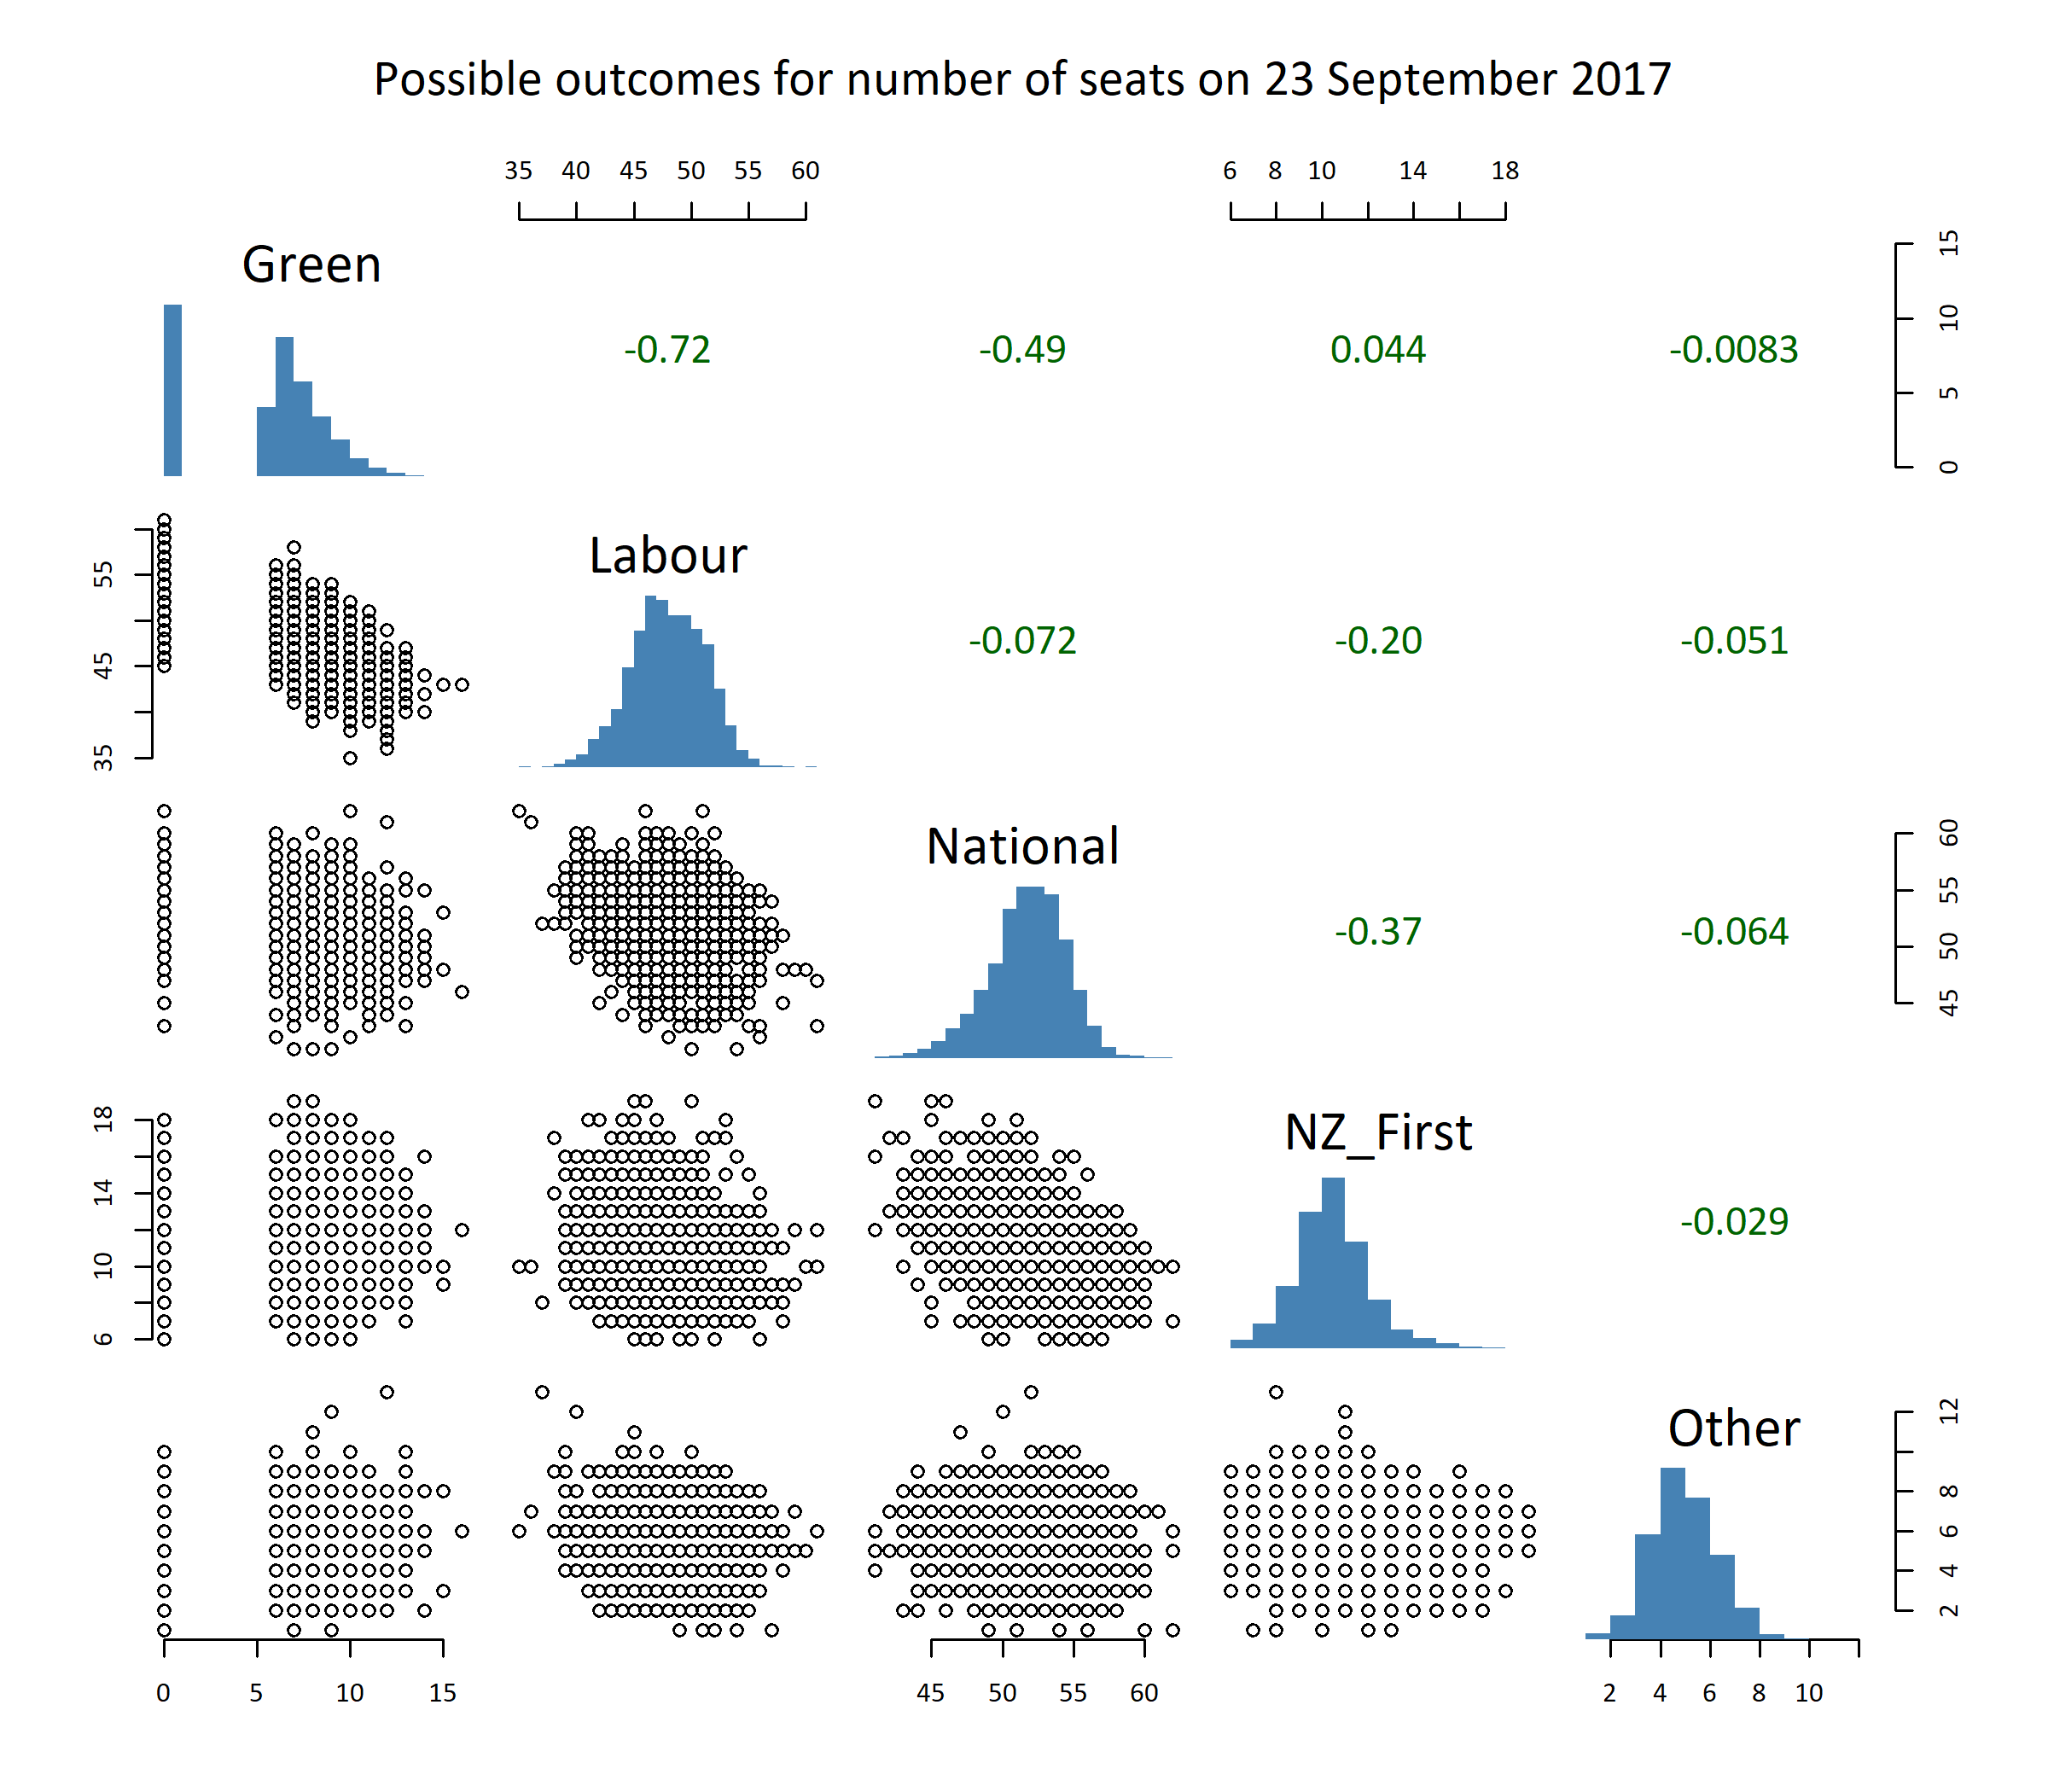 Possible outcomes for number of seats on 23 September 2017
35 40 45 50 55 60
6 8 10 14 18
Green
-0.72 -0.49 0.044 -0.0083
15
10
5
0
Labour
55
45
35
-0.072 -0.20 -0.051
National
-0.37 -0.064
60
55
50
45
NZ_First
18
14
10
6
-0.029
Other
12
8
6
4
2
0 5 10 15
45 50 55 60
2 4 6 8 10